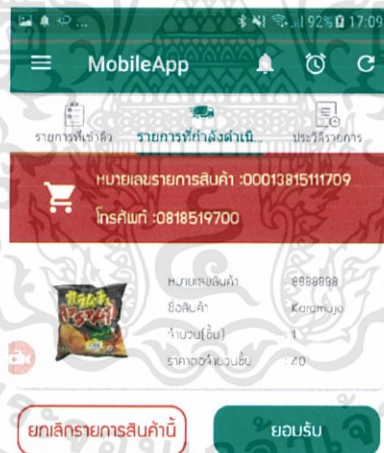 92% 17:09
MobileApp
รายการที่เข้าคิว รายการที่กำลังดำเนิ... ประวัติรายการ
หมายเลขรายการสินค้า :00013815111709
โทรศัพท์ :0818519700
หมายเลขสินค้า : 8888888
ชื่อสินค้า : Karamujo
จำนวน(ชิ้น) : 1
ราคาต่อจำนวนชิ้น : 40
ยกเลิกรายการสินค้านี้ ยอมรับ